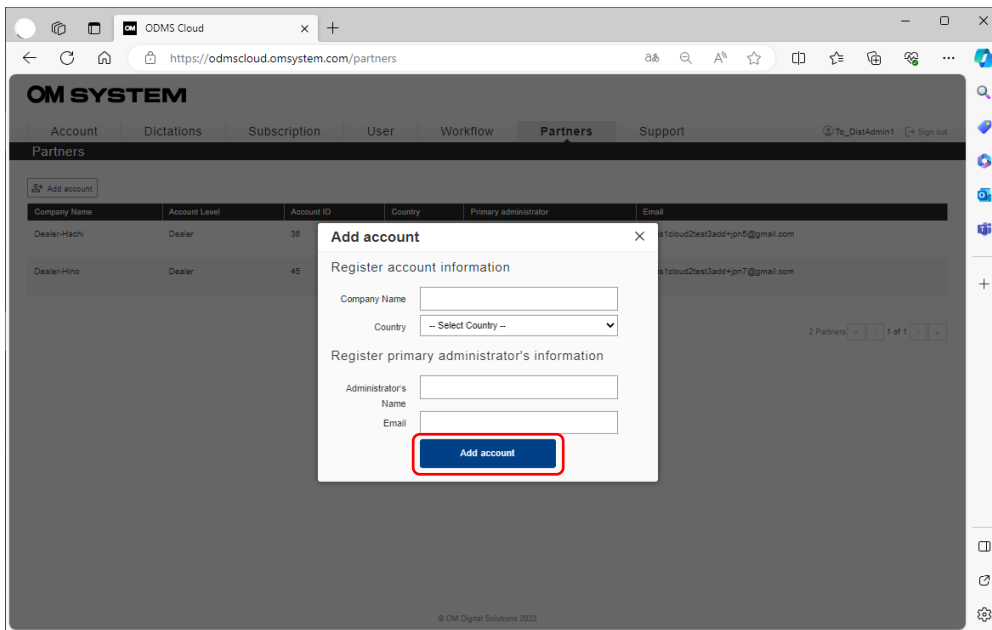 OM ODMS Cloud
https://odmscloud.omsystem.com/partners
OM SYSTEM
Account Dictations Subscription User Workflow Partners Support To_DistAdmin1 Sign out
Partners
Add account
Company Name Account Level Account ID Country Primary administrator Email
Dealer-Hachi Dealer 36 s1cloud2test3add+jpn5@gmail.com
Dealer-Hino Dealer 45 s1cloud2test3add+jpn7@gmail.com
2 Partners « ‹ 1 of 1 › »
Add account
Register account information
Company Name
Country -- Select Country --
Register primary administrator's information
Administrator's
Name
Email
Add account
© OM Digital Solutions 2023